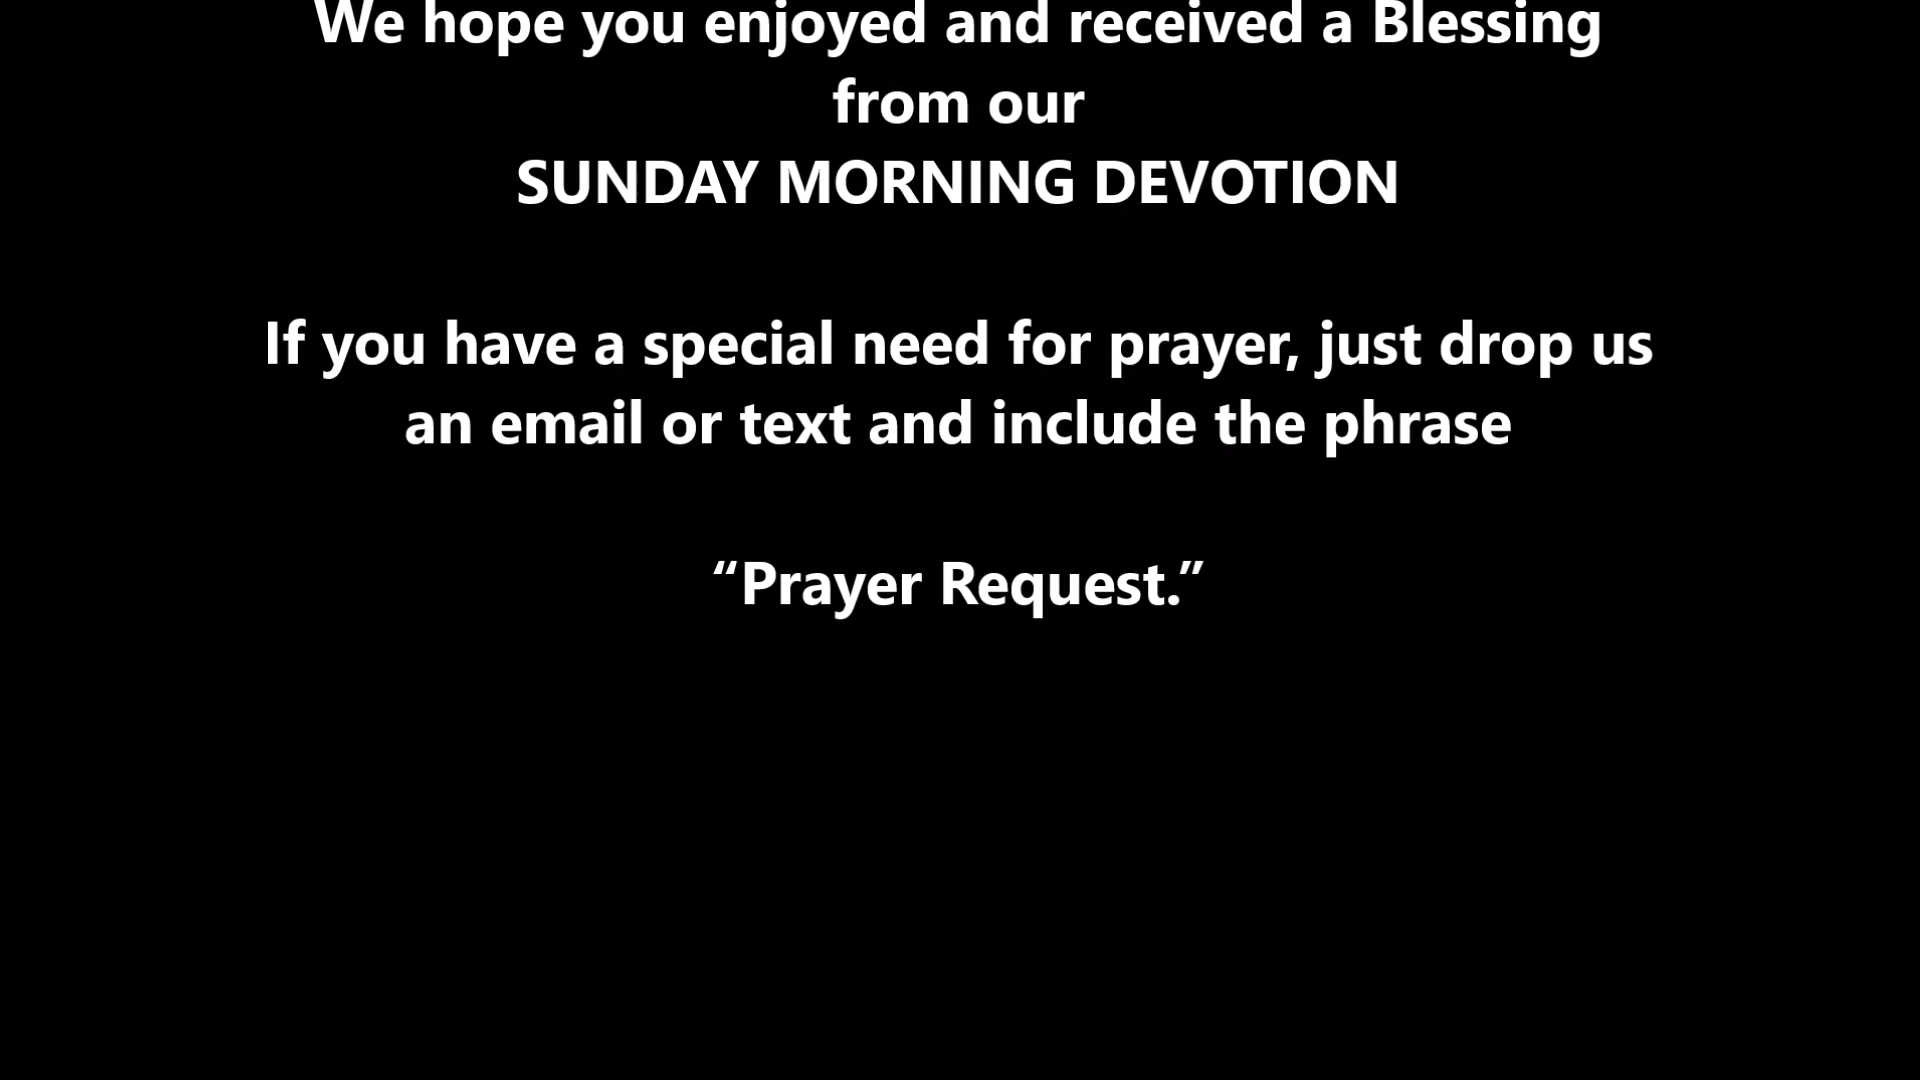 We hope you enjoyed and received a Blessing
from our
SUNDAY MORNING DEVOTION
If you have a special need for prayer, just drop us
an email or text and include the phrase
“Prayer Request.”